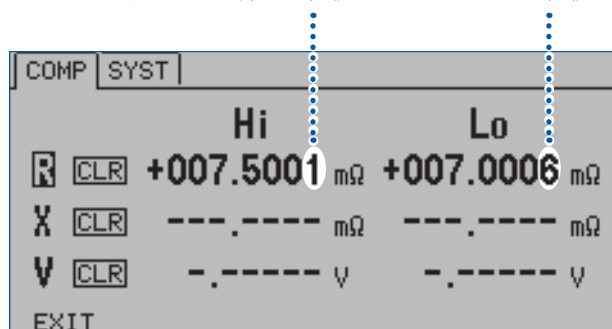 COMP SYST
Hi Lo
R CLR +007.5001 mΩ +007.0006 mΩ
X CLR ---.---- mΩ ---.---- mΩ
V CLR -.----- V -.----- V
EXIT